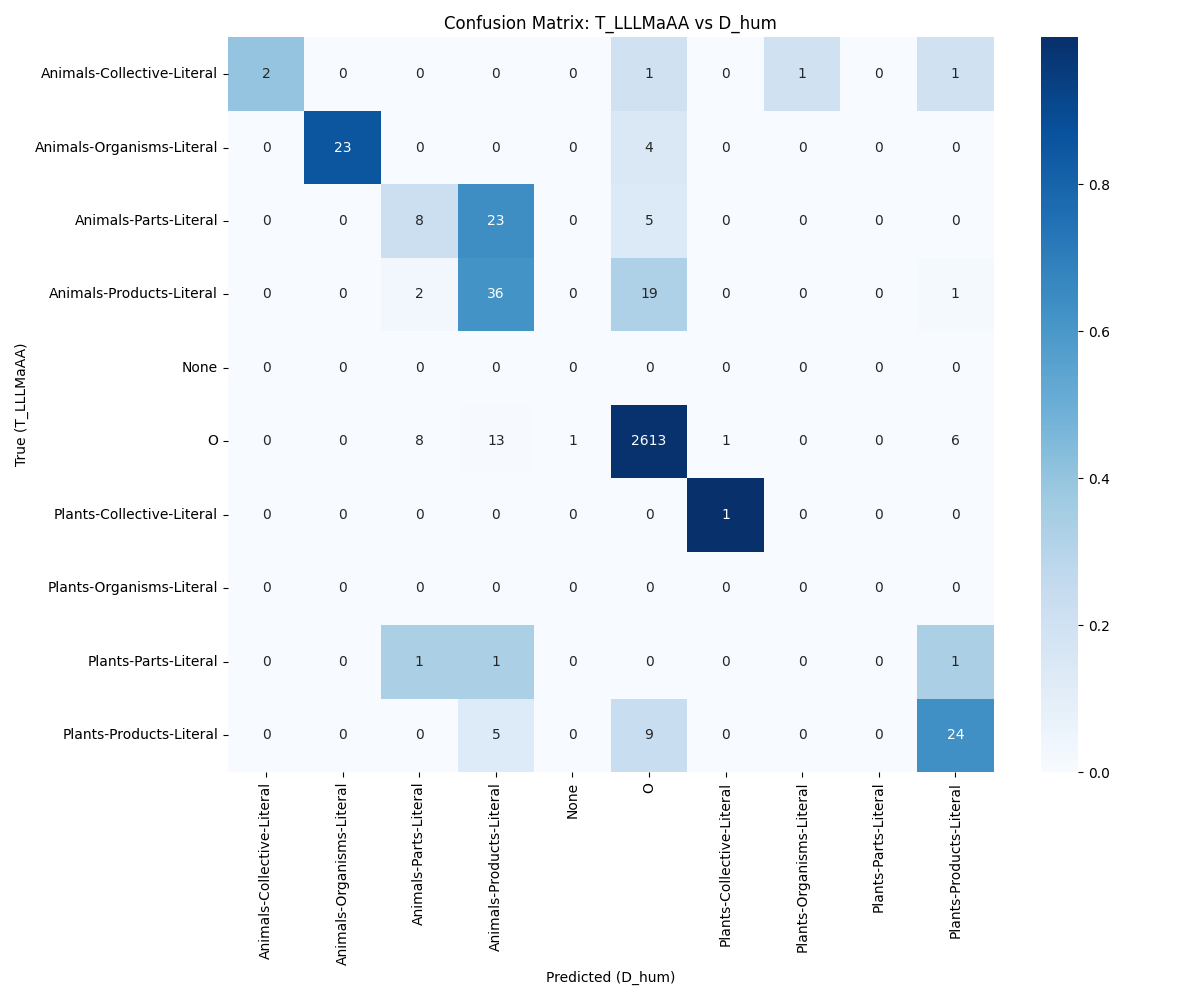 Confusion Matrix: T_LLLMaAA vs D_hum
Animals-Collective-Literal 2 0 0 0 0 1 0 1 0 1
Animals-Organisms-Literal 0 23 0 0 0 4 0 0 0 0
Animals-Parts-Literal 0 0 8 23 0 5 0 0 0 0
Animals-Products-Literal 0 0 2 36 0 19 0 0 0 1
None 0 0 0 0 0 0 0 0 0 0
O 0 0 8 13 1 2613 1 0 0 6
Plants-Collective-Literal 0 0 0 0 0 0 1 0 0 0
Plants-Organisms-Literal 0 0 0 0 0 0 0 0 0 0
Plants-Parts-Literal 0 0 1 1 0 0 0 0 0 1
Plants-Products-Literal 0 0 0 5 0 9 0 0 0 24
True (T_LLLMaAA)
Animals-Collective-Literal
Animals-Organisms-Literal
Animals-Parts-Literal
Animals-Products-Literal
None
O
Plants-Collective-Literal
Plants-Organisms-Literal
Plants-Parts-Literal
Plants-Products-Literal
Predicted (D_hum)
0.8
0.6
0.4
0.2
0.0